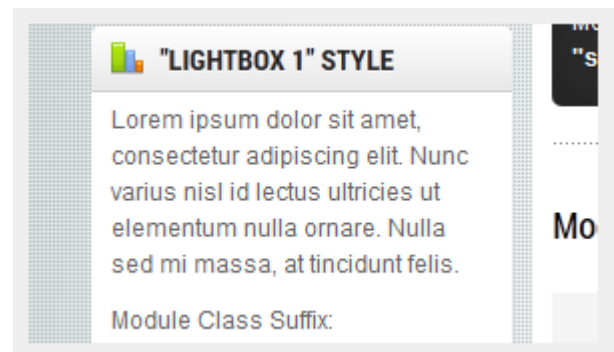 "LIGHTBOX 1" STYLE
Lorem ipsum dolor sit amet,
consectetur adipiscing elit. Nunc
varius nisl id lectus ultricies ut
elementum nulla ornare. Nulla
sed mi massa, at tincidunt felis.
Module Class Suffix: